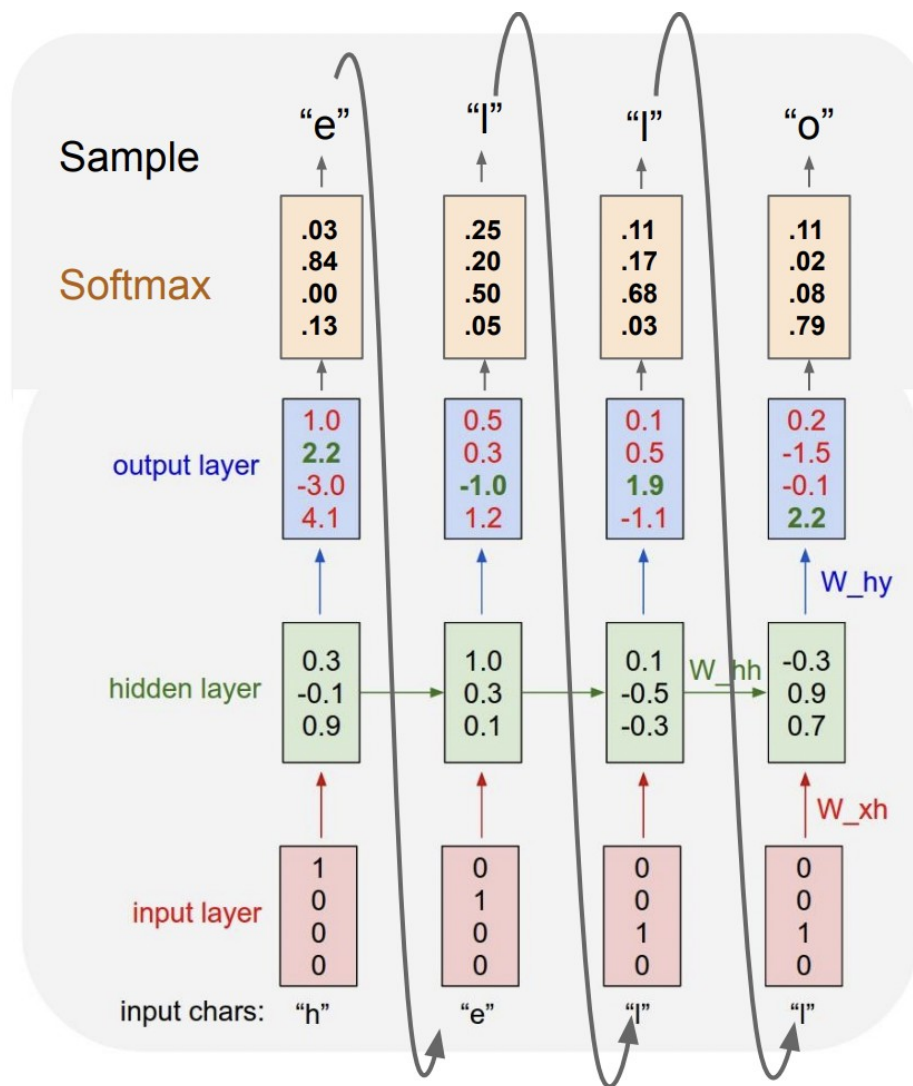 “e” “l” “l” “o”
Sample
.03 .25 .11 .11
.84 .20 .17 .02
Softmax
.00 .50 .68 .08
.13 .05 .03 .79
1.0 0.5 0.1 0.2
2.2 0.3 0.5 -1.5
output layer
-3.0 -1.0 1.9 -0.1
4.1 1.2 -1.1 2.2
W_hy
0.3 1.0 0.1 -0.3
hidden layer -0.1 0.3 -0.5 W_hh 0.9
0.9 0.1 -0.3 0.7
W_xh
1 0 0 0
0 1 0 0
input layer
0 0 1 1
0 0 0 0
input chars: “h” “e” “l” “l”